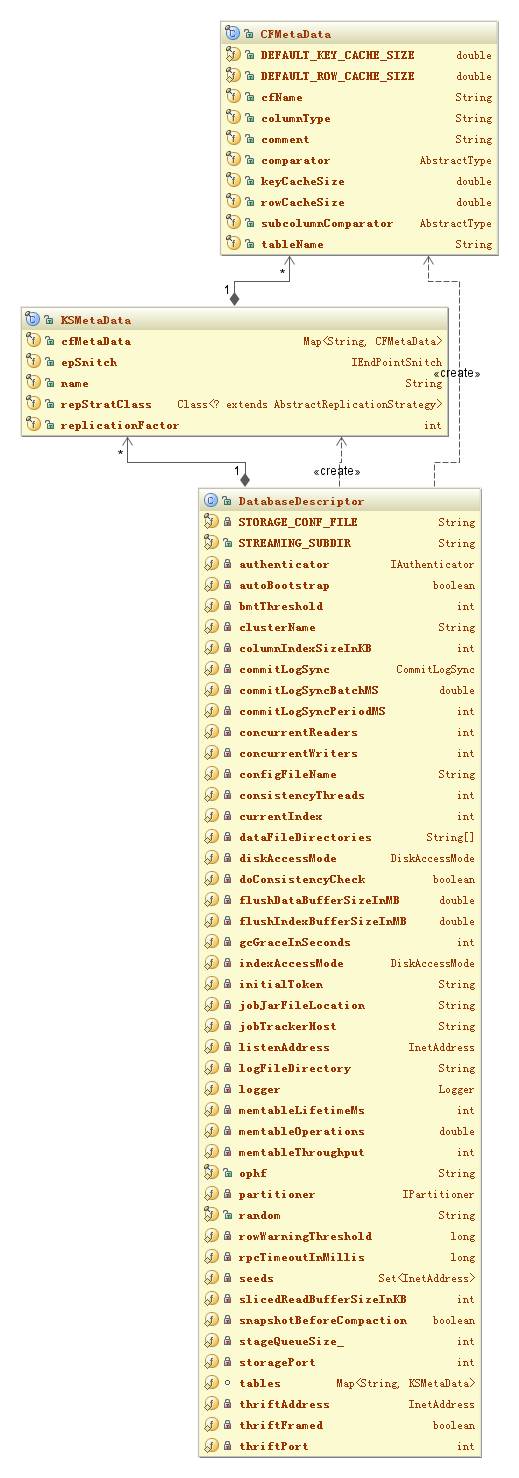 CFMetaData
DEFAULT_KEY_CACHE_SIZE double
DEFAULT_ROW_CACHE_SIZE double
cfName String
columnType String
comment String
comparator AbstractType
keyCacheSize double
rowCacheSize double
subcolumnComparator AbstractType
tableName String
*
1
KSMetaData
cfMetaData Map<String, CFMetaData>
epSnitch IEndPointSnitch
«create»
name String
repStratClass Class<? extends AbstractReplicationStrategy>
replicationFactor int
*
1 «create»
DatabaseDescriptor
STORAGE_CONF_FILE String
STREAMING_SUBDIR String
authenticator IAuthenticator
autoBootstrap boolean
bmtThreshold int
clusterName String
columnIndexSizeInKB int
commitLogSync CommitLogSync
commitLogSyncBatchMS double
commitLogSyncPeriodMS int
concurrentReaders int
concurrentWriters int
configFileName String
consistencyThreads int
currentIndex int
dataFileDirectories String[]
diskAccessMode DiskAccessMode
doConsistencyCheck boolean
flushDataBufferSizeInMB double
flushIndexBufferSizeInMB double
gcGraceInSeconds int
indexAccessMode DiskAccessMode
initialToken String
jobJarFileLocation String
jobTrackerHost String
listenAddress InetAddress
logFileDirectory String
logger Logger
memtableLifetimeMs int
memtableOperations double
memtableThroughput int
ophf String
partitioner IPartitioner
random String
rowWarningThreshold long
rpcTimeoutInMillis long
seeds Set<InetAddress>
slicedReadBufferSizeInKB int
snapshotBeforeCompaction boolean
stageQueueSize_ int
storagePort int
tables Map<String, KSMetaData>
thriftAddress InetAddress
thriftFramed boolean
thriftPort int